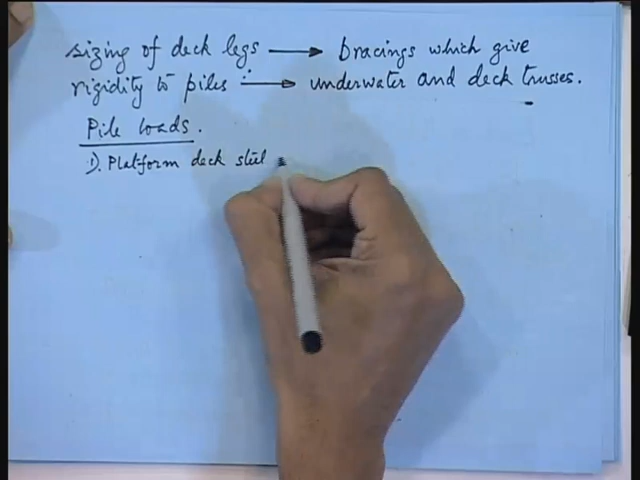 sizing of deck legs ⟶ bracings which give
rigidity to piles ∵ ⟶ underwater and deck trusses.
Pile loads.
1). Platform deck steel